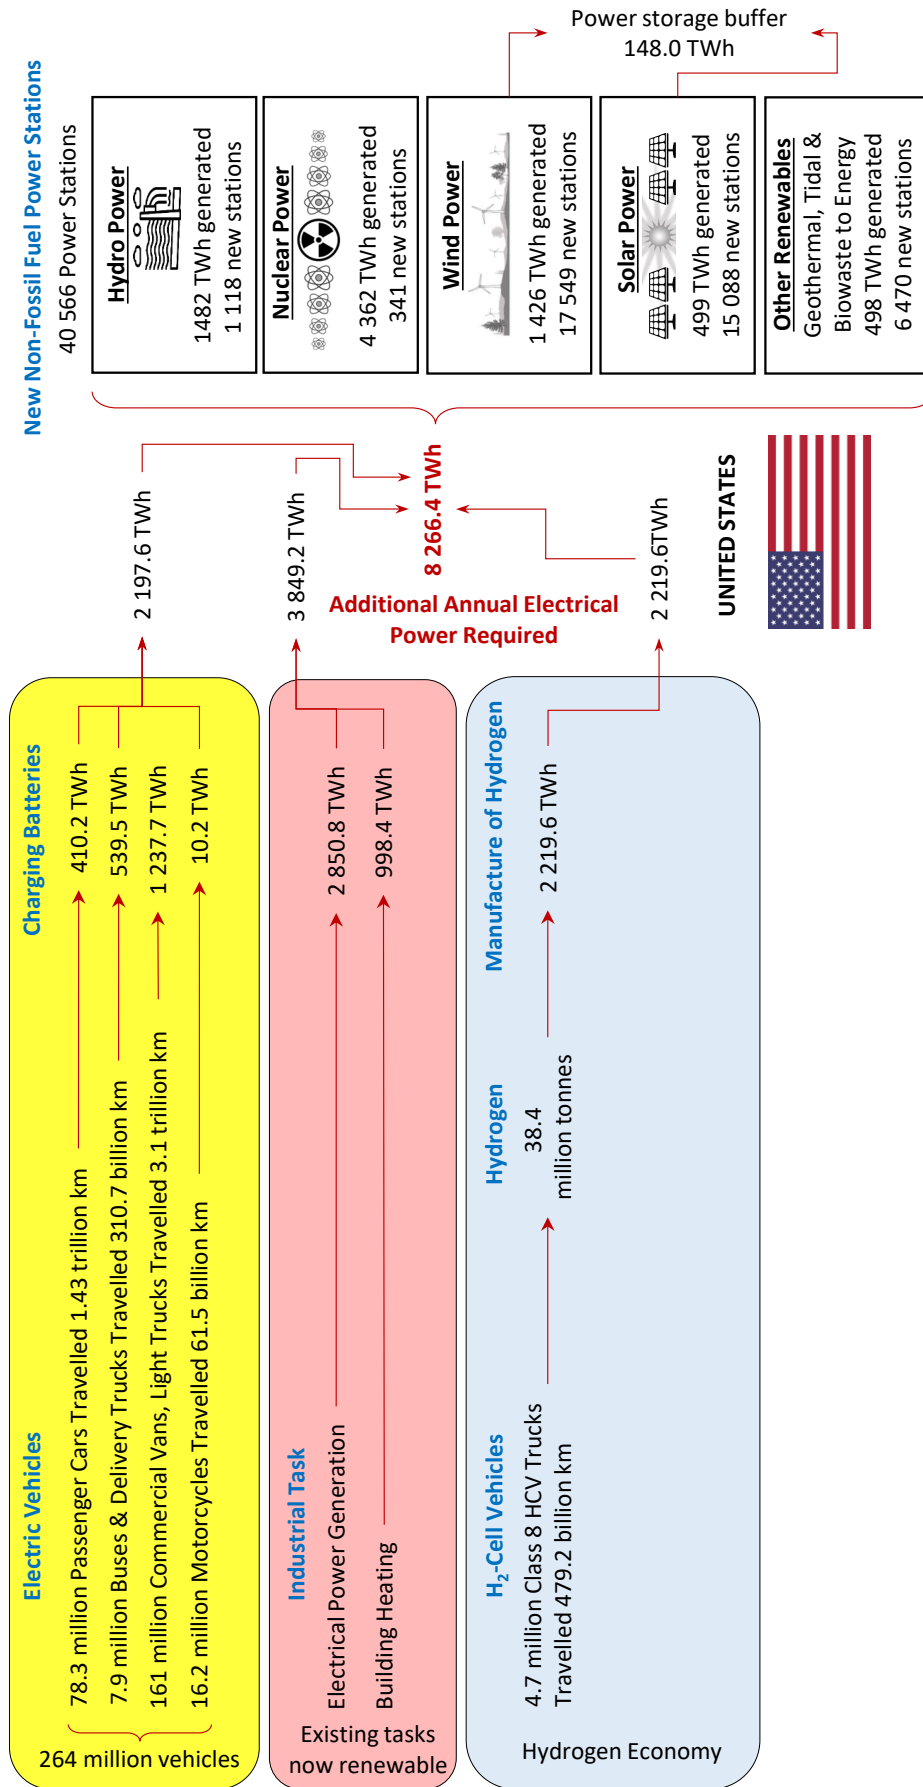 Electric Vehicles
Charging Batteries
264 million vehicles
78.3 million Passenger Cars Travelled 1.43 trillion km
410.2 TWh
7.9 million Buses & Delivery Trucks Travelled 310.7 billion km
539.5 TWh
161 million Commercial Vans, Light Trucks Travelled 3.1 trillion km
1 237.7 TWh
16.2 million Motorcycles Travelled 61.5 billion km
10.2 TWh
2 197.6 TWh
Industrial Task
Existing tasks
now renewable
Electrical Power Generation
2 850.8 TWh
Building Heating
998.4 TWh
3 849.2 TWh
Additional Annual Electrical
Power Required
8 266.4 TWh
H₂-Cell Vehicles
Hydrogen
Manufacture of Hydrogen
Hydrogen Economy
4.7 million Class 8 HCV Trucks
Travelled 479.2 billion km
38.4
million tonnes
2 219.6 TWh
2 219.6TWh
UNITED STATES
New Non-Fossil Fuel Power Stations
40 566 Power Stations
Hydro Power
1482 TWh generated
1 118 new stations
Nuclear Power
4 362 TWh generated
341 new stations
Wind Power
1 426 TWh generated
17 549 new stations
Solar Power
499 TWh generated
15 088 new stations
Other Renewables
Geothermal, Tidal &
Biowaste to Energy
498 TWh generated
6 470 new stations
Power storage buffer
148.0 TWh